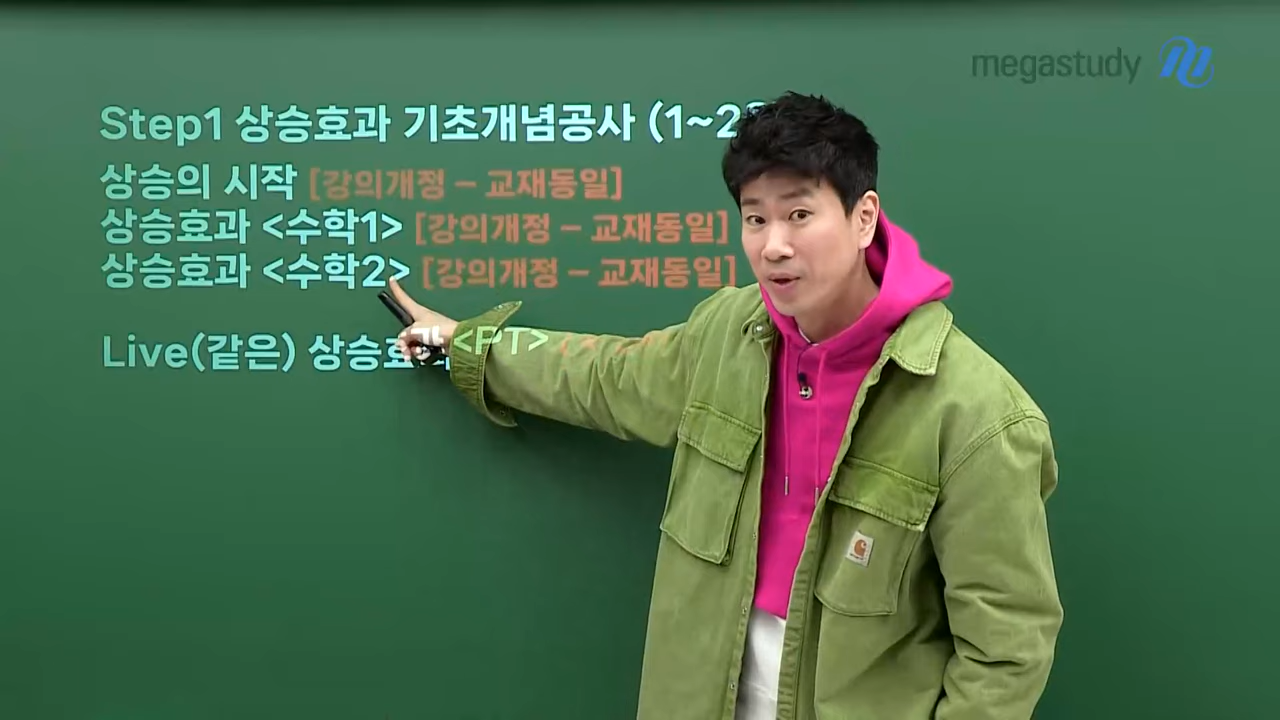 megastudy
Step1 상승효과 기초개념공사 (1~2
상승의 시작 [강의개정 – 교재동일]
상승효과 <수학1> [강의개정 – 교재동일]
상승효과 <수학2> [강의개정 – 교재동일]
Live(같은) 상승효과 <PT>